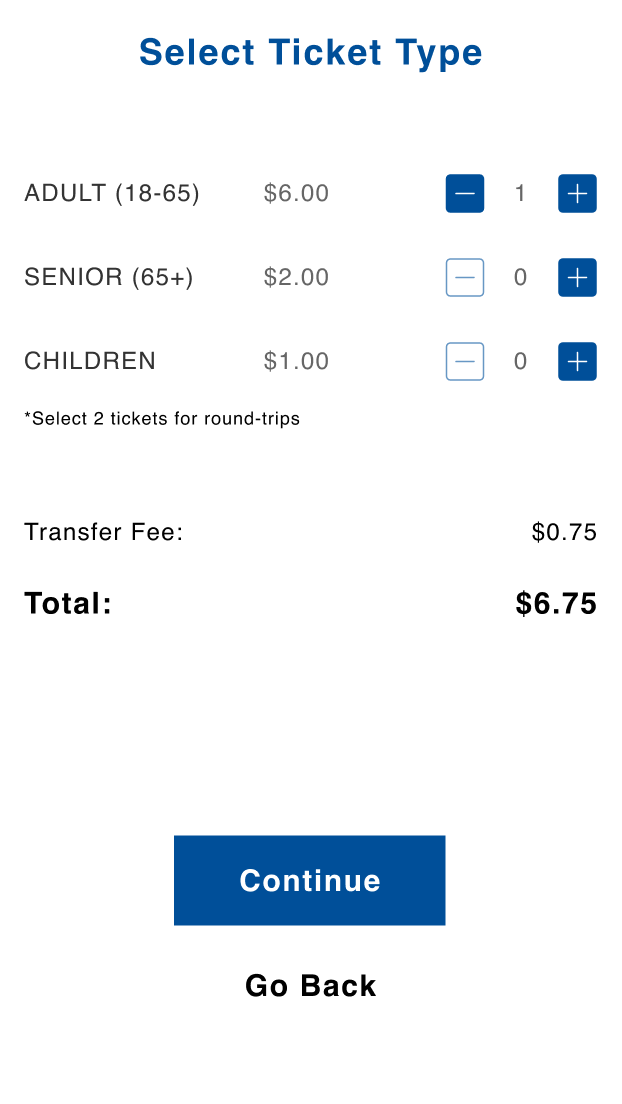 Select Ticket Type
ADULT (18-65) $6.00 1
SENIOR (65+) $2.00 0
CHILDREN $1.00 0
*Select 2 tickets for round-trips
Transfer Fee: $0.75
Total: $6.75
Continue
Go Back